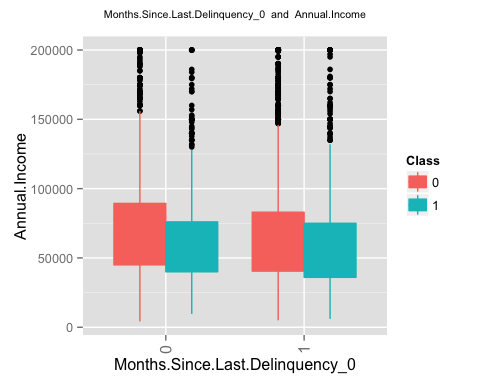 Months.Since.Last.Delinquency_0 and Annual.Income
200000
150000
100000
50000
0
Annual.Income
0
1
Months.Since.Last.Delinquency_0
Class
0
1